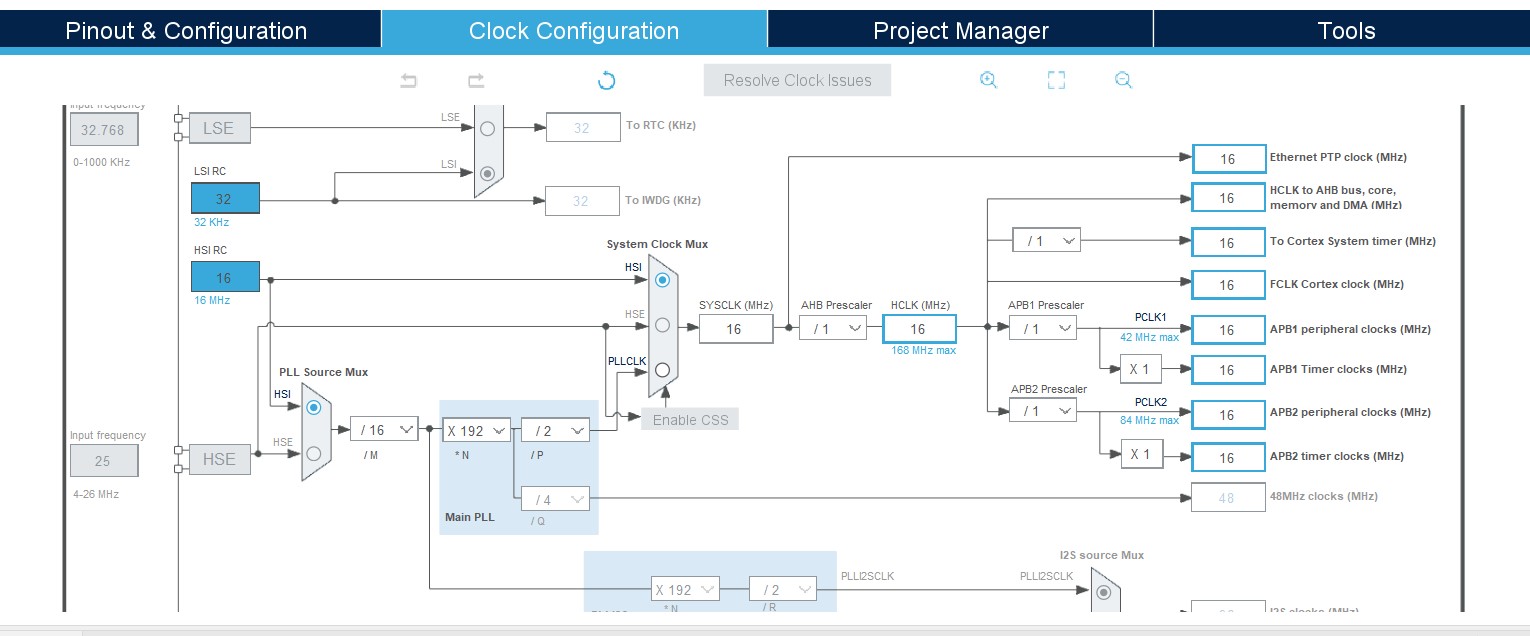 Pinout & Configuration
Clock Configuration
Project Manager
Tools
Resolve Clock Issues
Input frequency
32.768
0-1000 KHz
LSE
LSE
32
To RTC (KHz)
LSI RC
32
32 KHz
LSI
32
To IWDG (KHz)
HSI RC
16
16 MHz
System Clock Mux
HSI
HSE
PLLCLK
Enable CSS
SYSCLK (MHz)
16
AHB Prescaler
/ 1
HCLK (MHz)
16
168 MHz max
16
Ethernet PTP clock (MHz)
16
HCLK to AHB bus, core,
memory and DMA (MHz)
/ 1
16
To Cortex System timer (MHz)
16
FCLK Cortex clock (MHz)
APB1 Prescaler
/ 1
PCLK1
42 MHz max
16
APB1 peripheral clocks (MHz)
X 1
16
APB1 Timer clocks (MHz)
APB2 Prescaler
/ 1
PCLK2
84 MHz max
16
APB2 peripheral clocks (MHz)
X 1
16
APB2 timer clocks (MHz)
48
48MHz clocks (MHz)
PLL Source Mux
HSI
HSE
Input frequency
25
4-26 MHz
HSE
/ 16
/ M
X 192
* N
/ 2
/ P
/ 4
/ Q
Main PLL
X 192
* N
/ 2
/ R
PLLI2SCLK
I2S source Mux
PLLI2SCLK
I2S clocks (MHz)